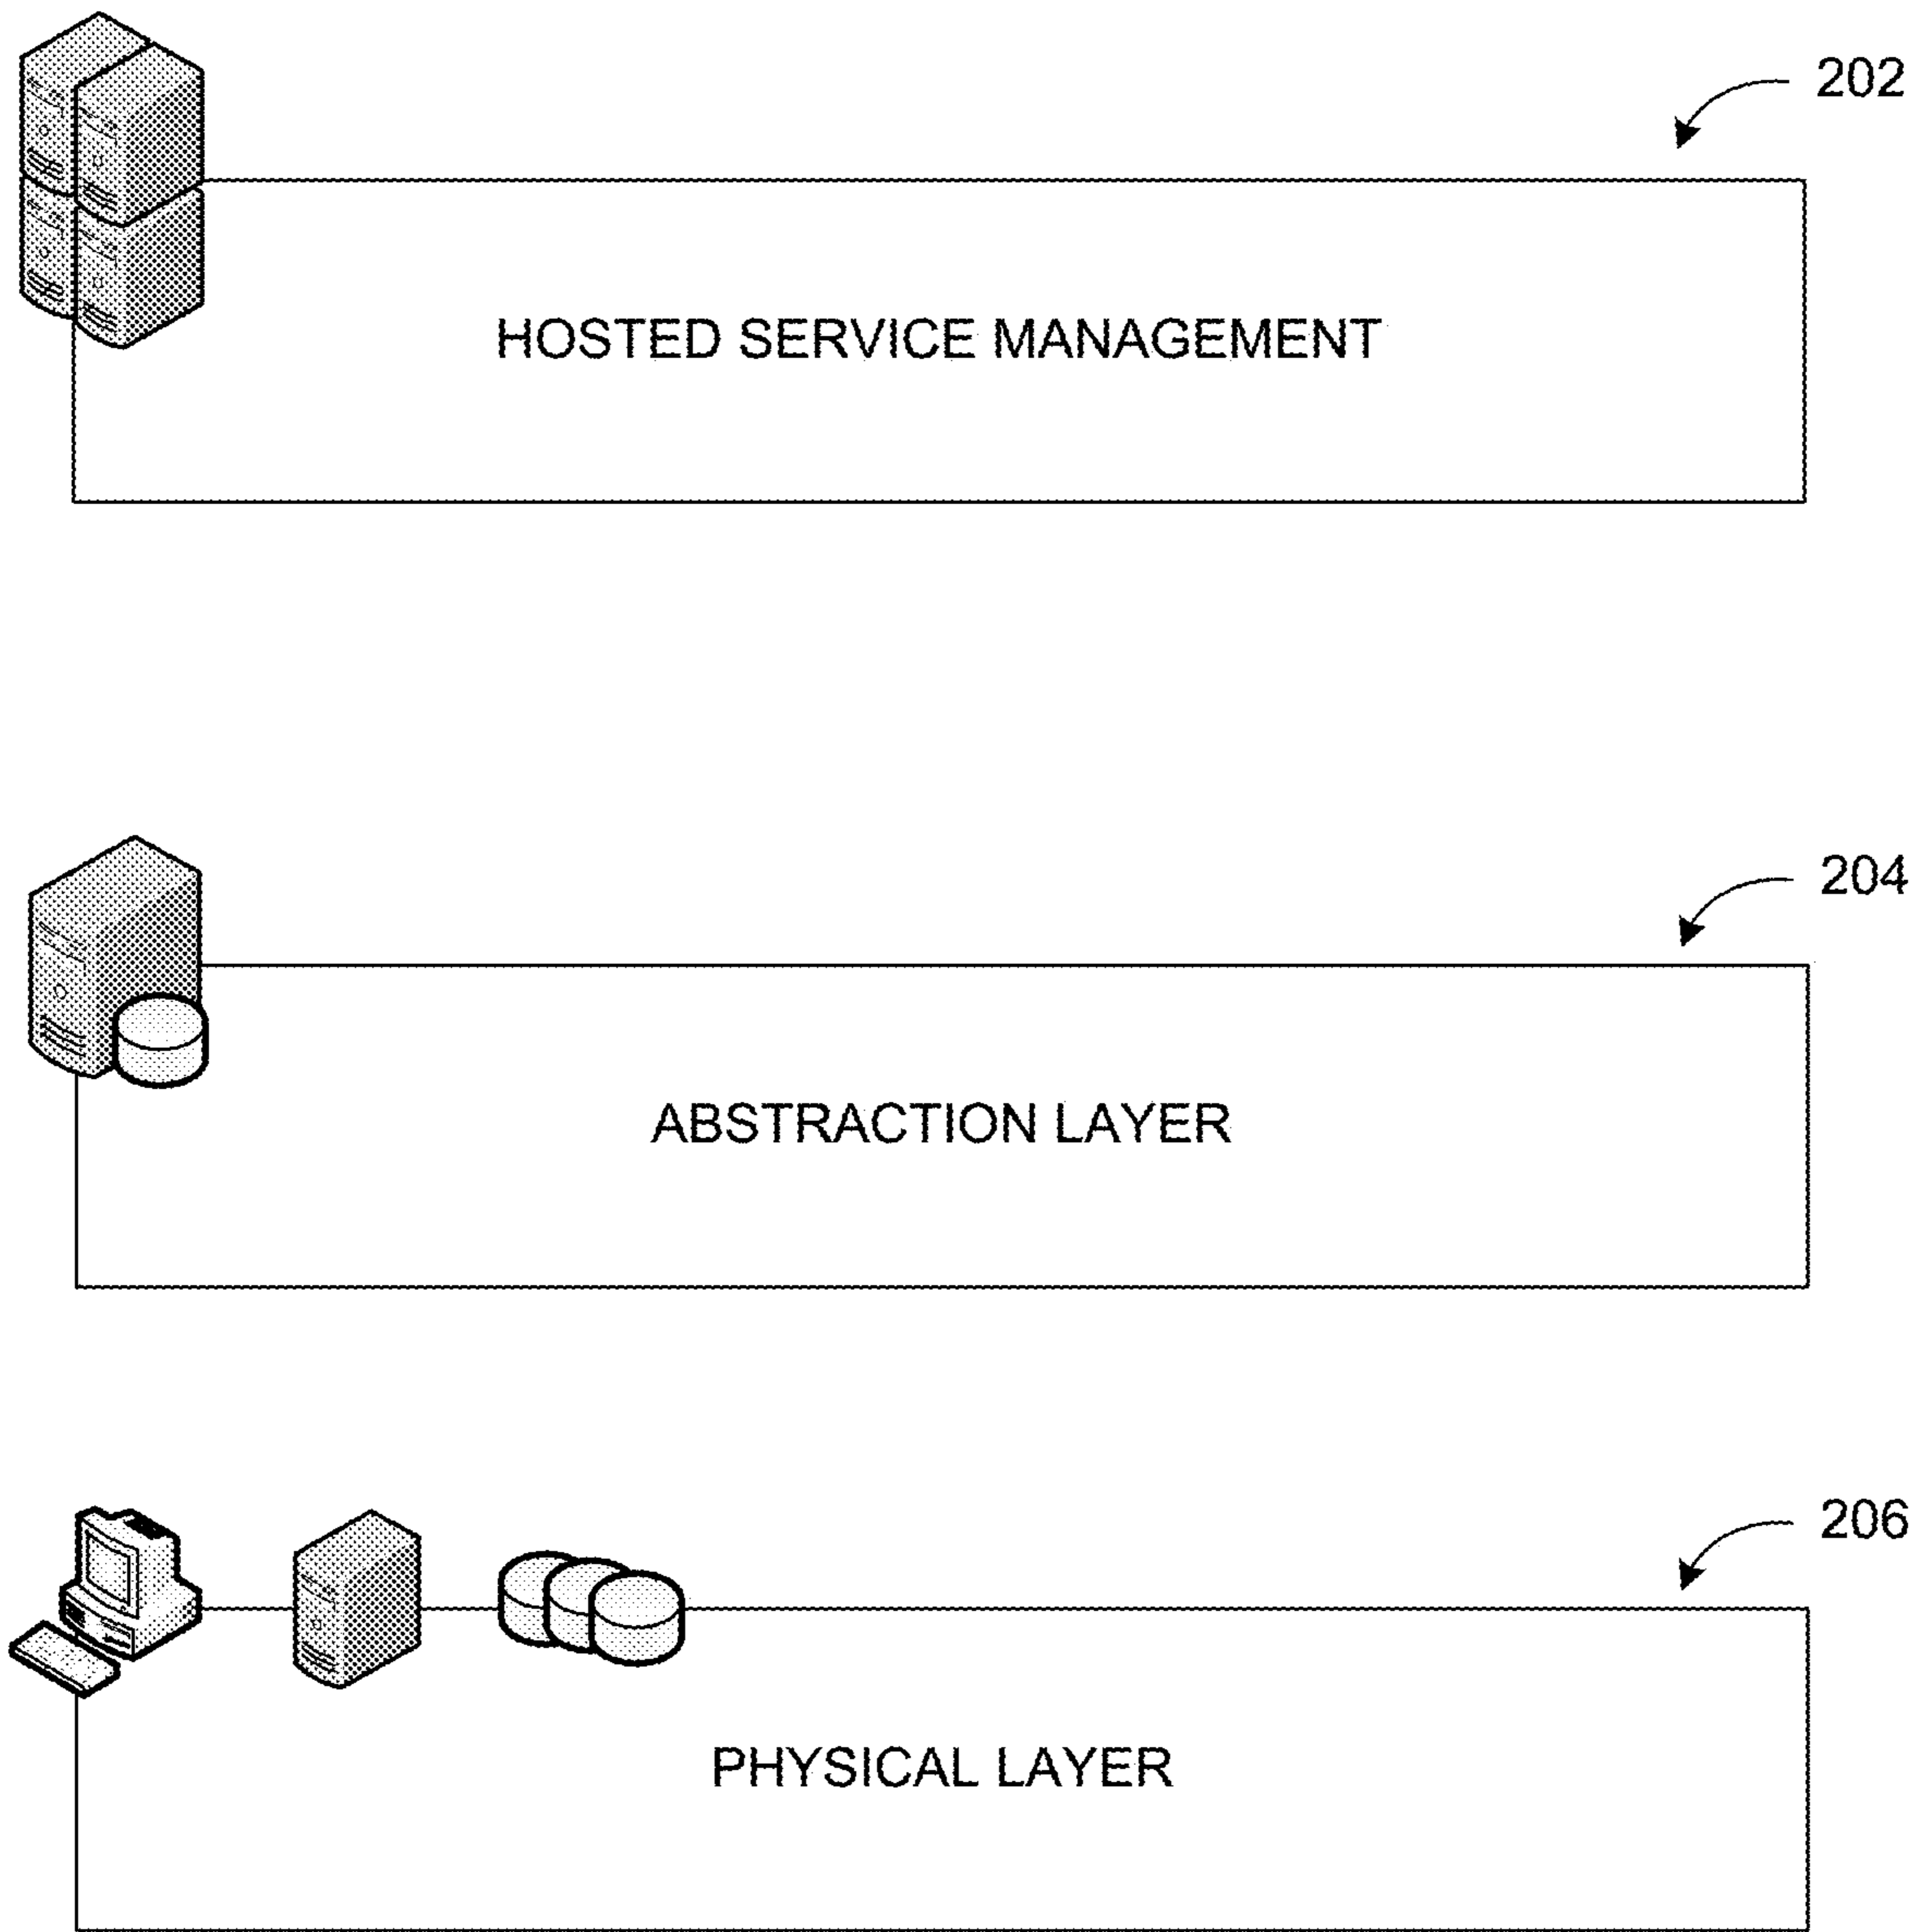 202
HOSTED SERVICE MANAGEMENT
204
ABSTRACTION LAYER
206
PHYSICAL LAYER